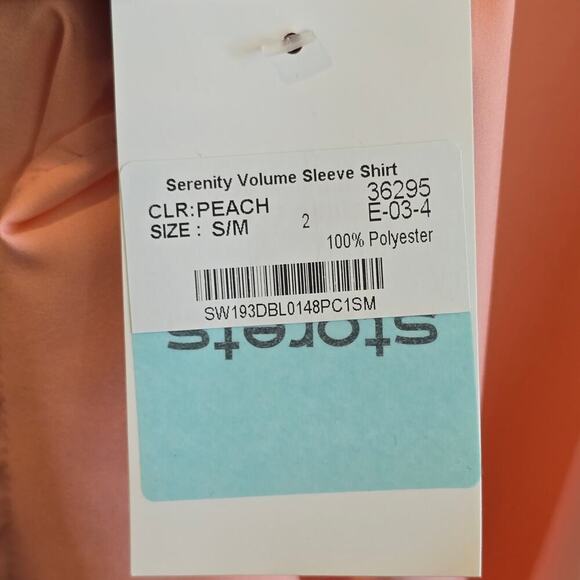 Serenity Volume Sleeve Shirt
CLR:PEACH 36295
SIZE : S/M 2 E-03-4
100% Polyester
SW193DBL0148PC1SM
storets